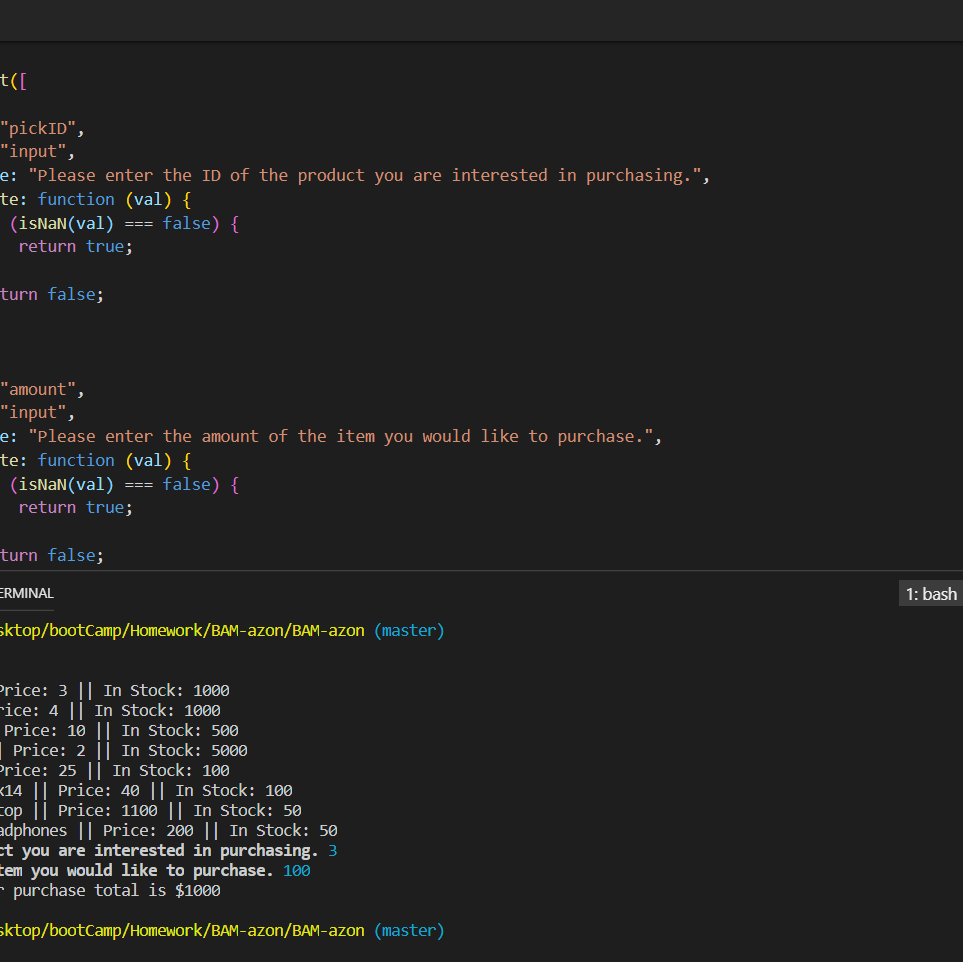 t([
"pickID",
"input",
e: "Please enter the ID of the product you are interested in purchasing.",
te: function (val) {
(isNaN(val) === false) {
return true;
turn false;
"amount",
"input",
e: "Please enter the amount of the item you would like to purchase.",
te: function (val) {
(isNaN(val) === false) {
return true;
turn false;
ERMINAL 1: bash
sktop/bootCamp/Homework/BAM-azon/BAM-azon (master)
Price: 3 || In Stock: 1000
rice: 4 || In Stock: 1000
Price: 10 || In Stock: 500
| Price: 2 || In Stock: 5000
Price: 25 || In Stock: 100
x14 || Price: 40 || In Stock: 100
top || Price: 1100 || In Stock: 50
adphones || Price: 200 || In Stock: 50
ct you are interested in purchasing. 3
tem you would like to purchase. 100
r purchase total is $1000
sktop/bootCamp/Homework/BAM-azon/BAM-azon (master)